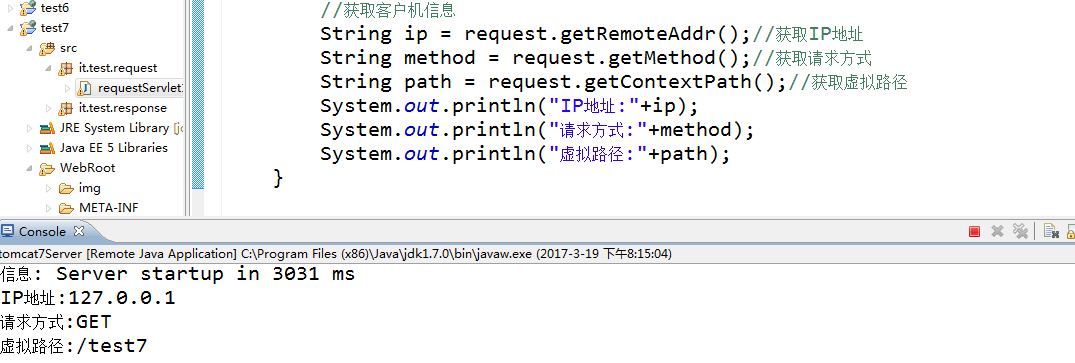 test6
test7
src
it.test.request
requestServlet
it.test.response
JRE System Library [jd
Java EE 5 Libraries
WebRoot
img
META-INF
//获取客户机信息
String ip = request.getRemoteAddr();//获取IP地址
String method = request.getMethod();//获取请求方式
String path = request.getContextPath();//获取虚拟路径
System.out.println("IP地址:"+ip);
System.out.println("请求方式:"+method);
System.out.println("虚拟路径:"+path);
}
Console
tomcat7Server [Remote Java Application] C:\Program Files (x86)\Java\jdk1.7.0\bin\javaw.exe (2017-3-19 下午8:15:04)
信息: Server startup in 3031 ms
IP地址:127.0.0.1
请求方式:GET
虚拟路径:/test7